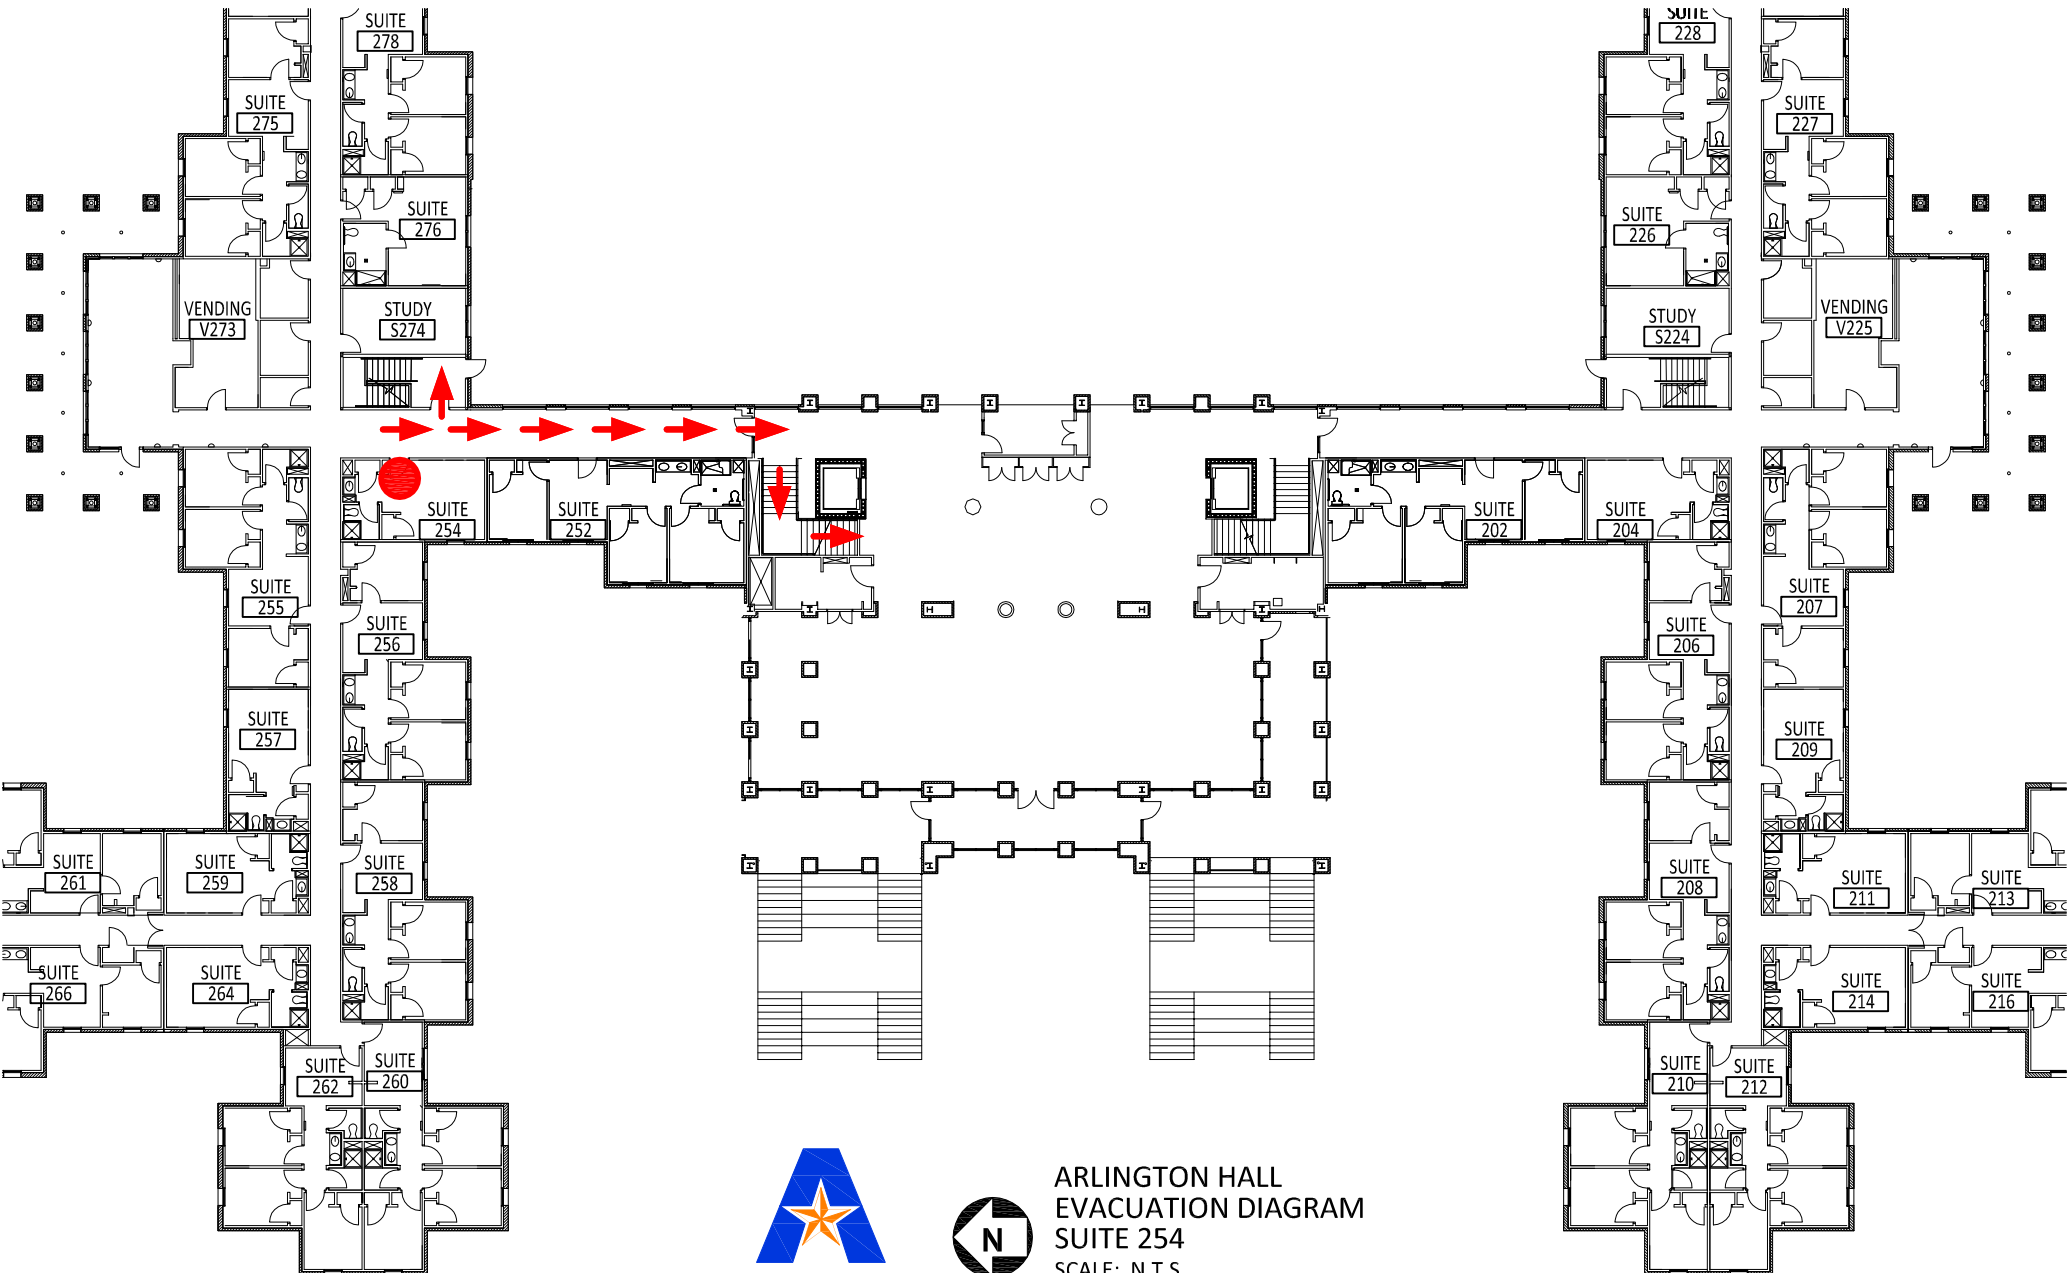 SUITE
278
SUITE
228
SUITE
275
SUITE
227
SUITE
276
SUITE
226
VENDING
V273
STUDY
S274
STUDY
S224
VENDING
V225
SUITE
254
SUITE
252
SUITE
202
SUITE
204
SUITE
255
SUITE
256
SUITE
206
SUITE
207
SUITE
257
SUITE
209
SUITE
261
SUITE
259
SUITE
258
SUITE
208
SUITE
211
SUITE
213
SUITE
266
SUITE
264
SUITE
214
SUITE
216
SUITE
262
SUITE
260
SUITE
210
SUITE
212
N
ARLINGTON HALL
EVACUATION DIAGRAM
SUITE 254
SCALE: N.T.S.